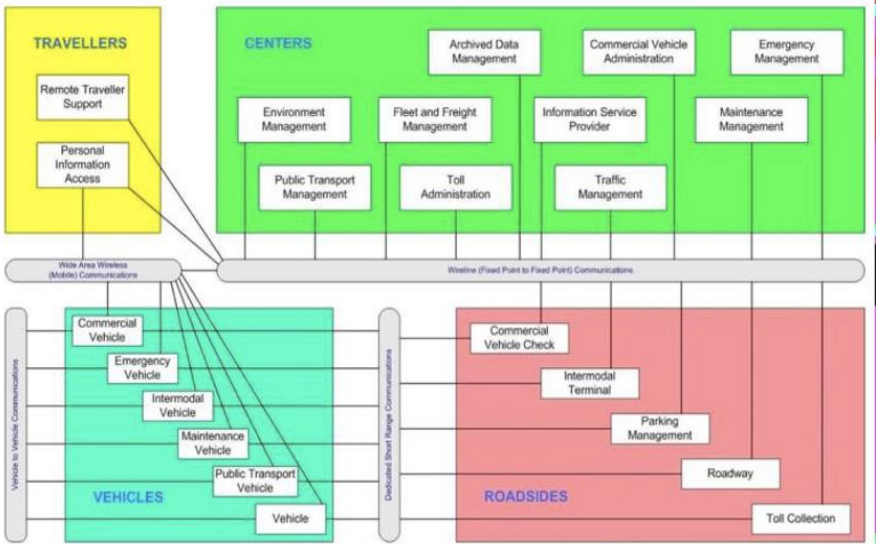 TRAVELLERS
Remote Traveller
Support
Personal
Information
Access
CENTERS
Archived Data
Management
Commercial Vehicle
Administration
Emergency
Management
Environment
Management
Fleet and Freight
Management
Information Service
Provider
Maintenance
Management
Public Transport
Management
Toll
Administration
Traffic
Management
Wide Area Wireless
(Mobile) Communications
Wireline (Fixed Point to Fixed Point) Communications
Vehicle to Vehicle Communications
Commercial
Vehicle
Emergency
Vehicle
Intermodal
Vehicle
Maintenance
Vehicle
Public Transport
Vehicle
Vehicle
VEHICLES
Dedicated Short Range Communications
Commercial
Vehicle Check
Intermodal
Terminal
Parking
Management
Roadway
Toll Collection
ROADSIDES